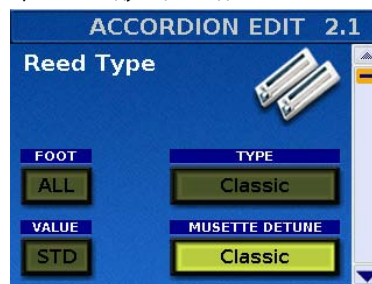 ACCORDION EDIT 2.1
Reed Type
FOOT TYPE
ALL Classic
VALUE MUSETTE DETUNE
STD Classic